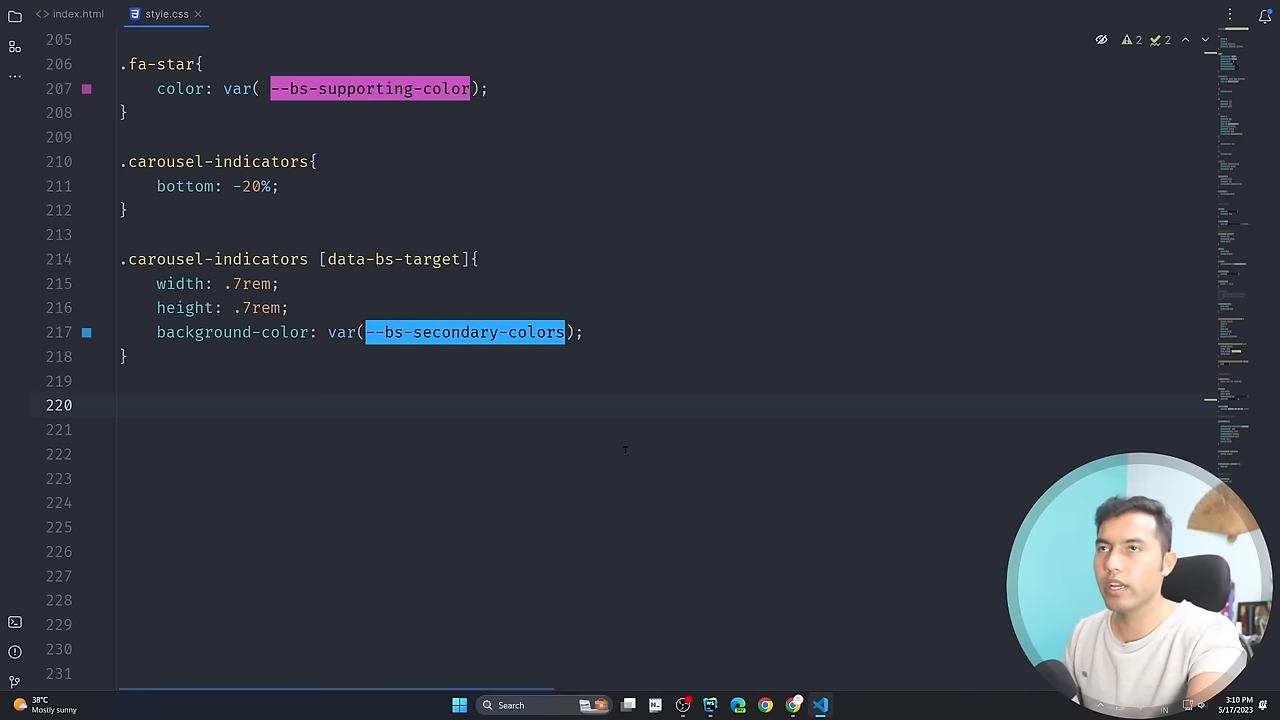 index.html
style.css
205
206 .fa-star{
207 color: var( --bs-supporting-color);
208 }
209
210 .carousel-indicators{
211 bottom: -20%;
212 }
213
214 .carousel-indicators [data-bs-target]{
215 width: .7rem;
216 height: .7rem;
217 background-color: var(--bs-secondary-colors);
218 }
219
220
221
222
223
224
225
226
227
228
229
230
231
2 2
38°C
Mostly sunny
Search
IN
3:10 PM
5/17/2023